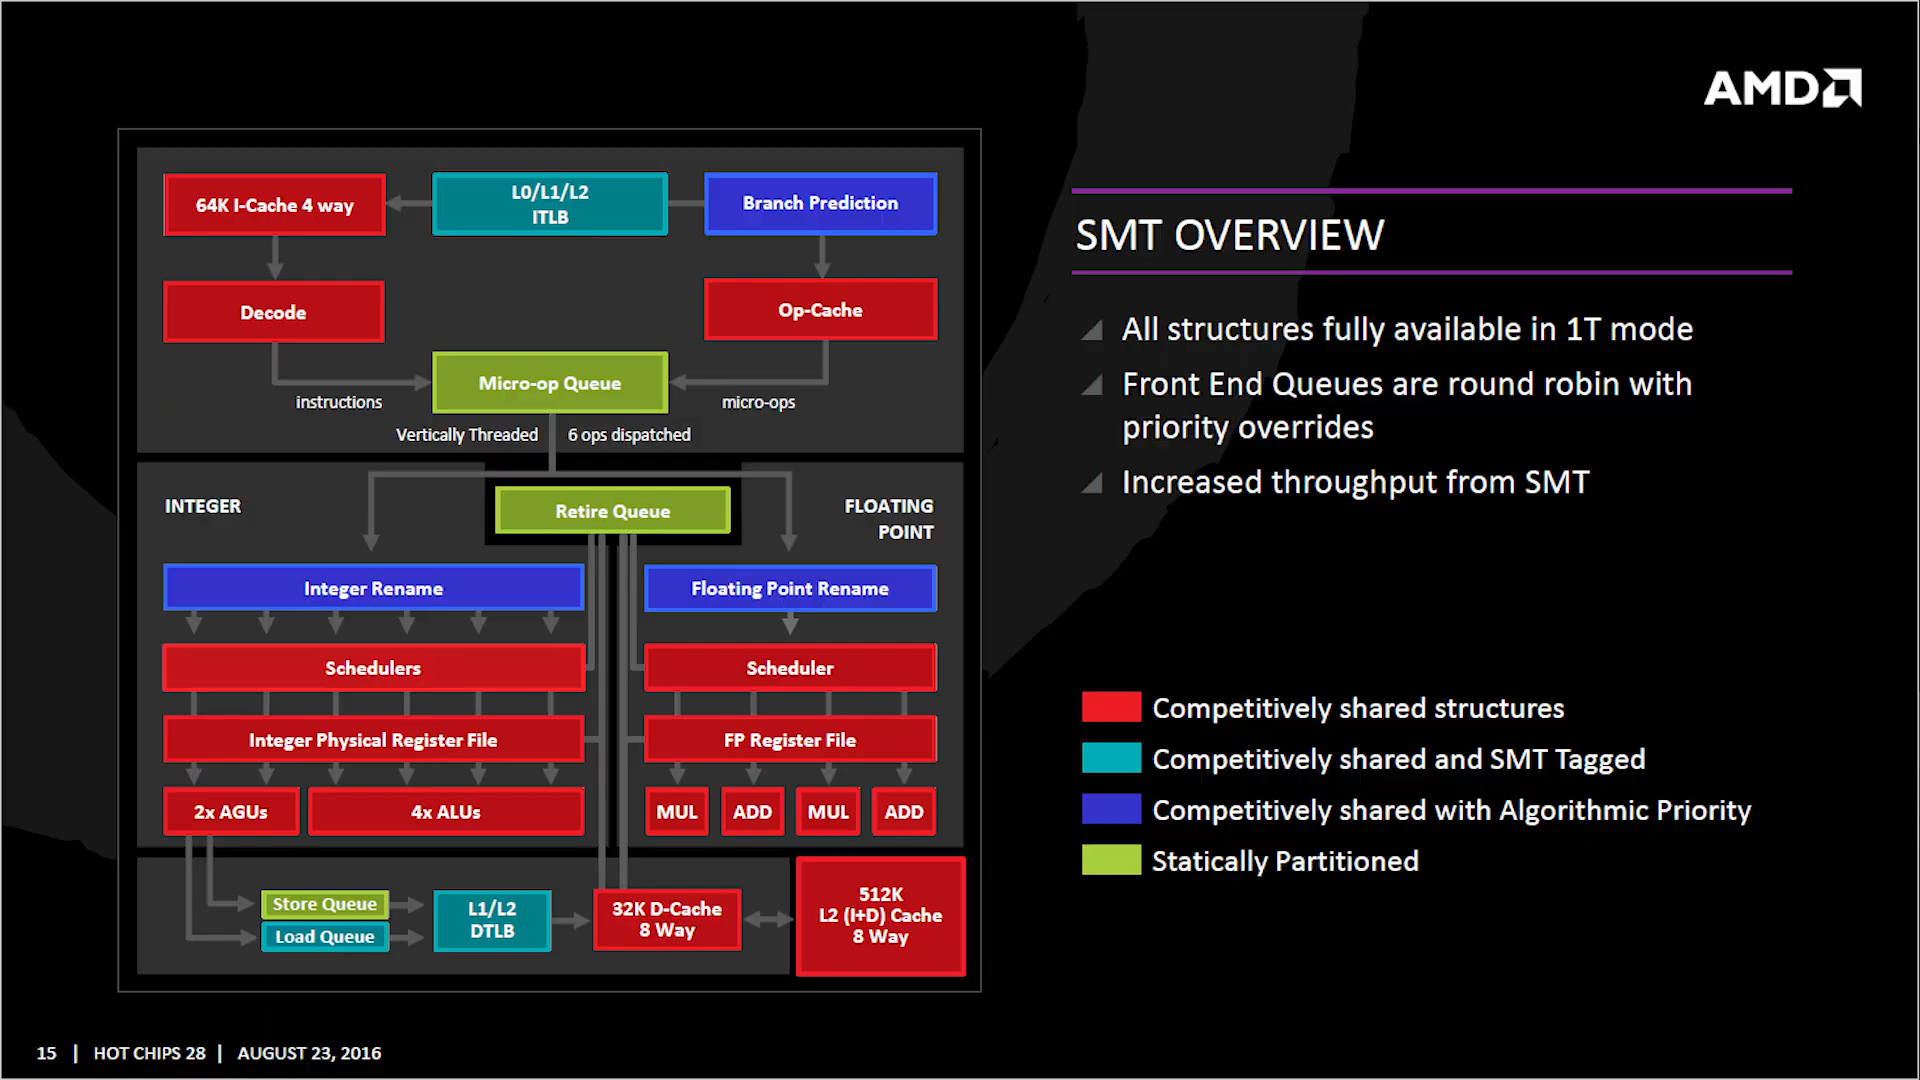 AMD
64K I-Cache 4 way
L0/L1/L2
ITLB
Branch Prediction
Decode
Op-Cache
Micro-op Queue
instructions
micro-ops
Vertically Threaded
6 ops dispatched
INTEGER
Retire Queue
FLOATING
POINT
Integer Rename
Floating Point Rename
Schedulers
Scheduler
Integer Physical Register File
FP Register File
2x AGUs
4x ALUs
MUL
ADD
MUL
ADD
Store Queue
Load Queue
L1/L2
DTLB
32K D-Cache
8 Way
512K
L2 (I+D) Cache
8 Way
SMT OVERVIEW
All structures fully available in 1T mode
Front End Queues are round robin with
priority overrides
Increased throughput from SMT
Competitively shared structures
Competitively shared and SMT Tagged
Competitively shared with Algorithmic Priority
Statically Partitioned
15 | HOT CHIPS 28 | AUGUST 23, 2016